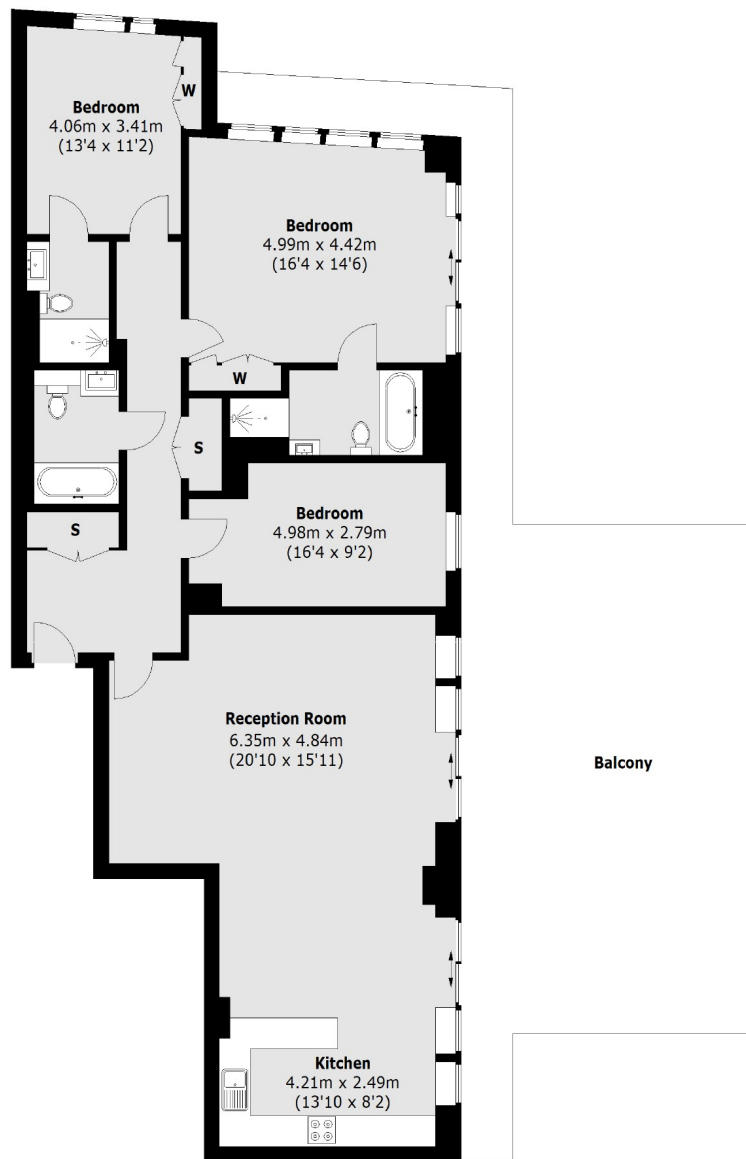 Bedroom
4.06m x 3.41m
(13'4 x 11'2)
W
Bedroom
4.99m x 4.42m
(16'4 x 14'6)
W
S
Bedroom
4.98m x 2.79m
(16'4 x 9'2)
S
Reception Room
6.35m x 4.84m
(20'10 x 15'11)
Balcony
Kitchen
4.21m x 2.49m
(13'10 x 8'2)